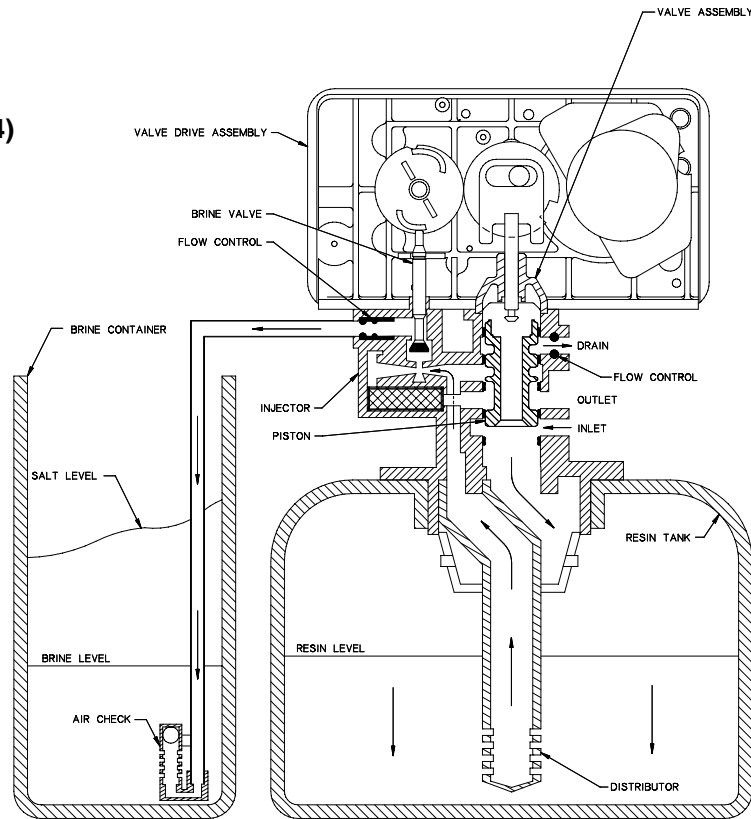 VALVE ASSEMBLY
4)
VALVE DRIVE ASSEMBLY
BRINE VALVE
FLOW CONTROL
BRINE CONTAINER
DRAIN
FLOW CONTROL
INJECTOR
OUTLET
PISTON
INLET
SALT LEVEL
RESIN TANK
RESIN LEVEL
BRINE LEVEL
AIR CHECK
DISTRIBUTOR